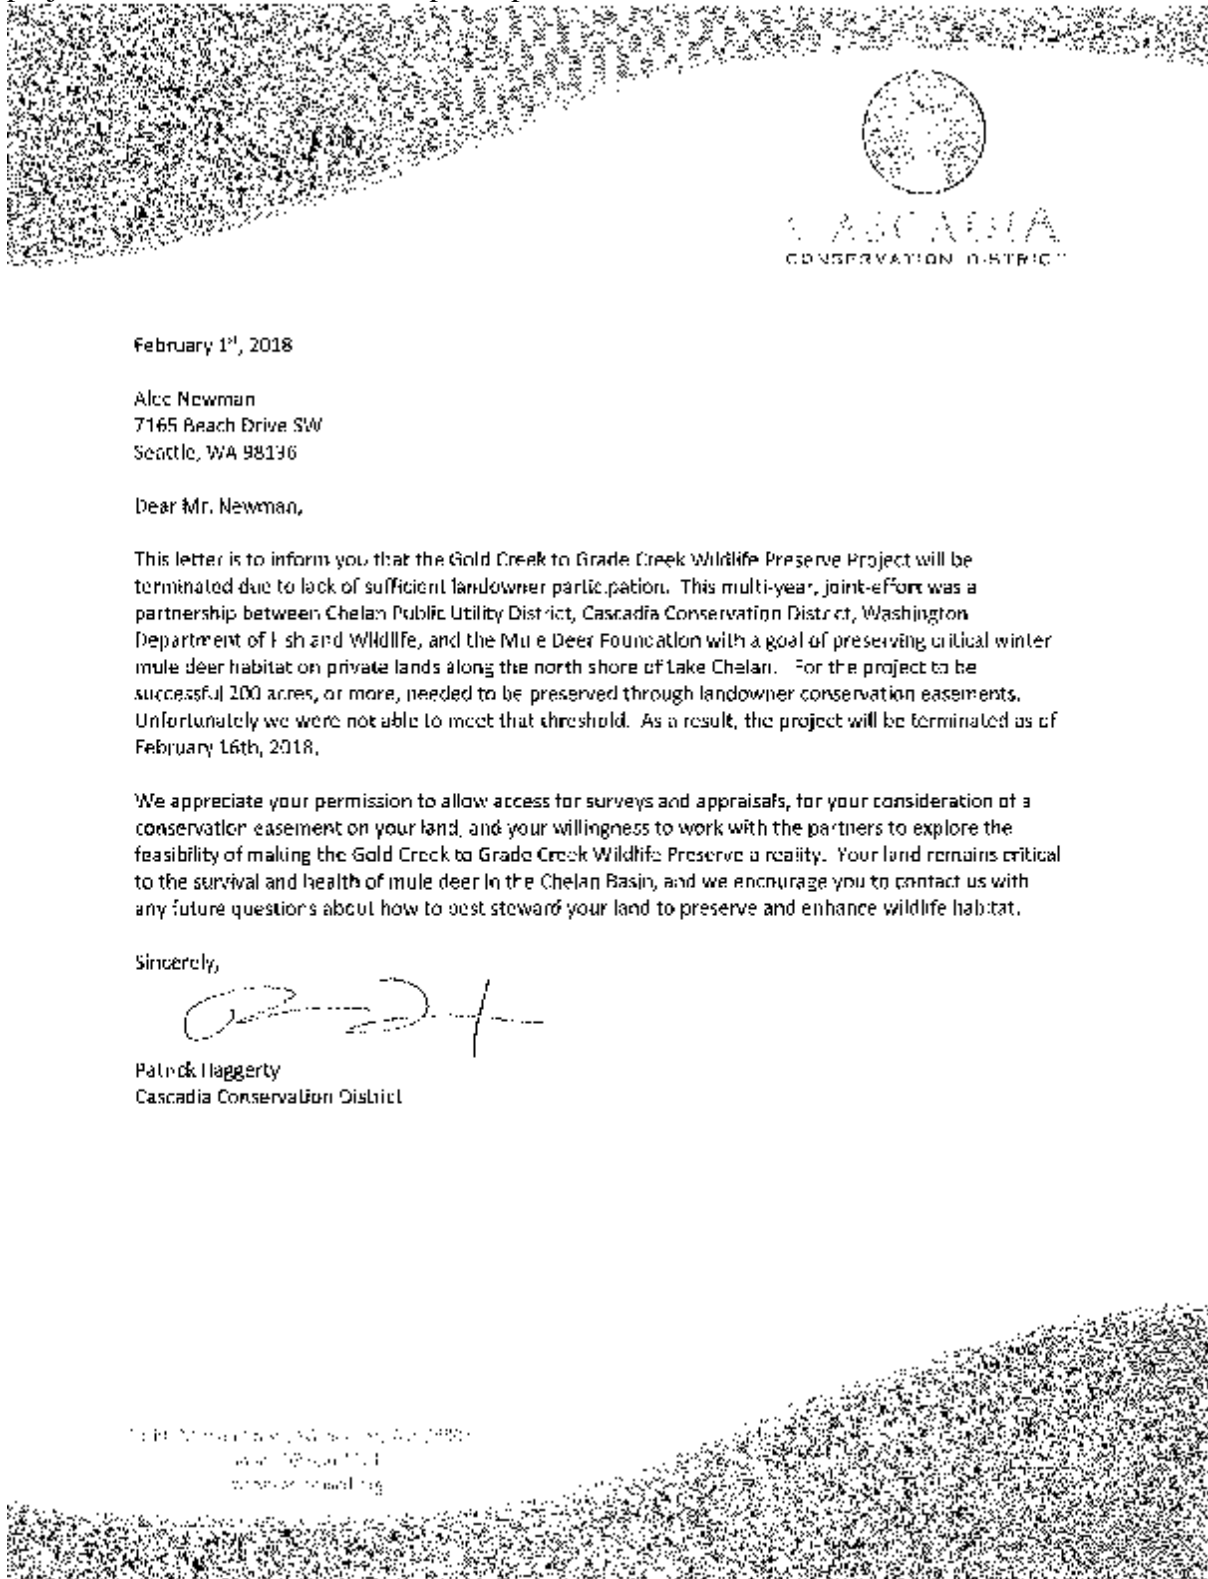 CASCADIA
CONSERVATION DISTRICT
February 1st, 2018
Alec Newman
7165 Beach Drive SW
Seattle, WA 98136
Dear Mr. Newman,
This letter is to inform you that the Gold Creek to Grade Creek Wildlife Preserve Project will be
terminated due to lack of sufficient landowner participation. This multi-year, joint-effort was a
partnership between Chelan Public Utility District, Cascadia Conservation District, Washington
Department of Fish and Wildlife, and the Mule Deer Foundation with a goal of preserving critical winter
mule deer habitat on private lands along the north shore of Lake Chelan. For the project to be
successful 200 acres, or more, needed to be preserved through landowner conservation easements.
Unfortunately we were not able to meet that threshold. As a result, the project will be terminated as of
February 16th, 2018.
We appreciate your permission to allow access for surveys and appraisals, for your consideration of a
conservation easement on your land, and your willingness to work with the partners to explore the
feasibility of making the Gold Creek to Grade Creek Wildlife Preserve a reality. Your land remains critical
to the survival and health of mule deer in the Chelan Basin, and we encourage you to contact us with
any future questions about how to best steward your land to preserve and enhance wildlife habitat.
Sincerely,
Patrick Haggerty
Cascadia Conservation District